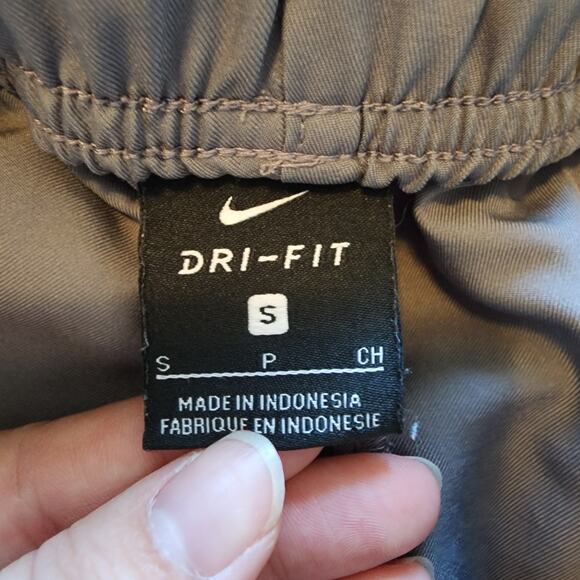 DRI-FIT
S
S P CH
MADE IN INDONESIA
FABRIQUE EN INDONESIE